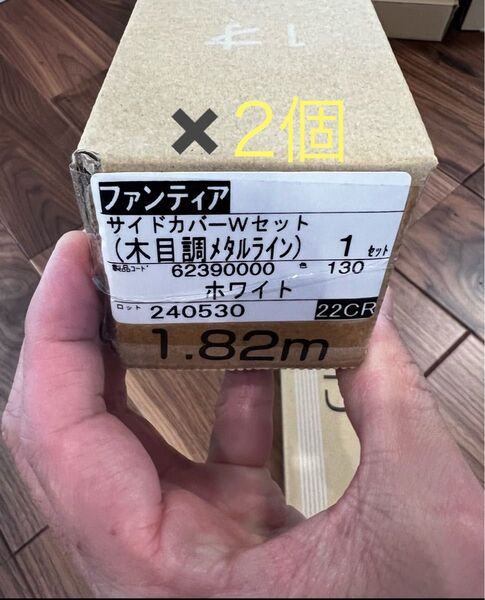 ✖2個
ファンティア
サイドカバーWセット
(木目調メタルライン) 1 セット
製品コード 62390000 色 130
ホワイト
ロット 240530 22CR
1.82m